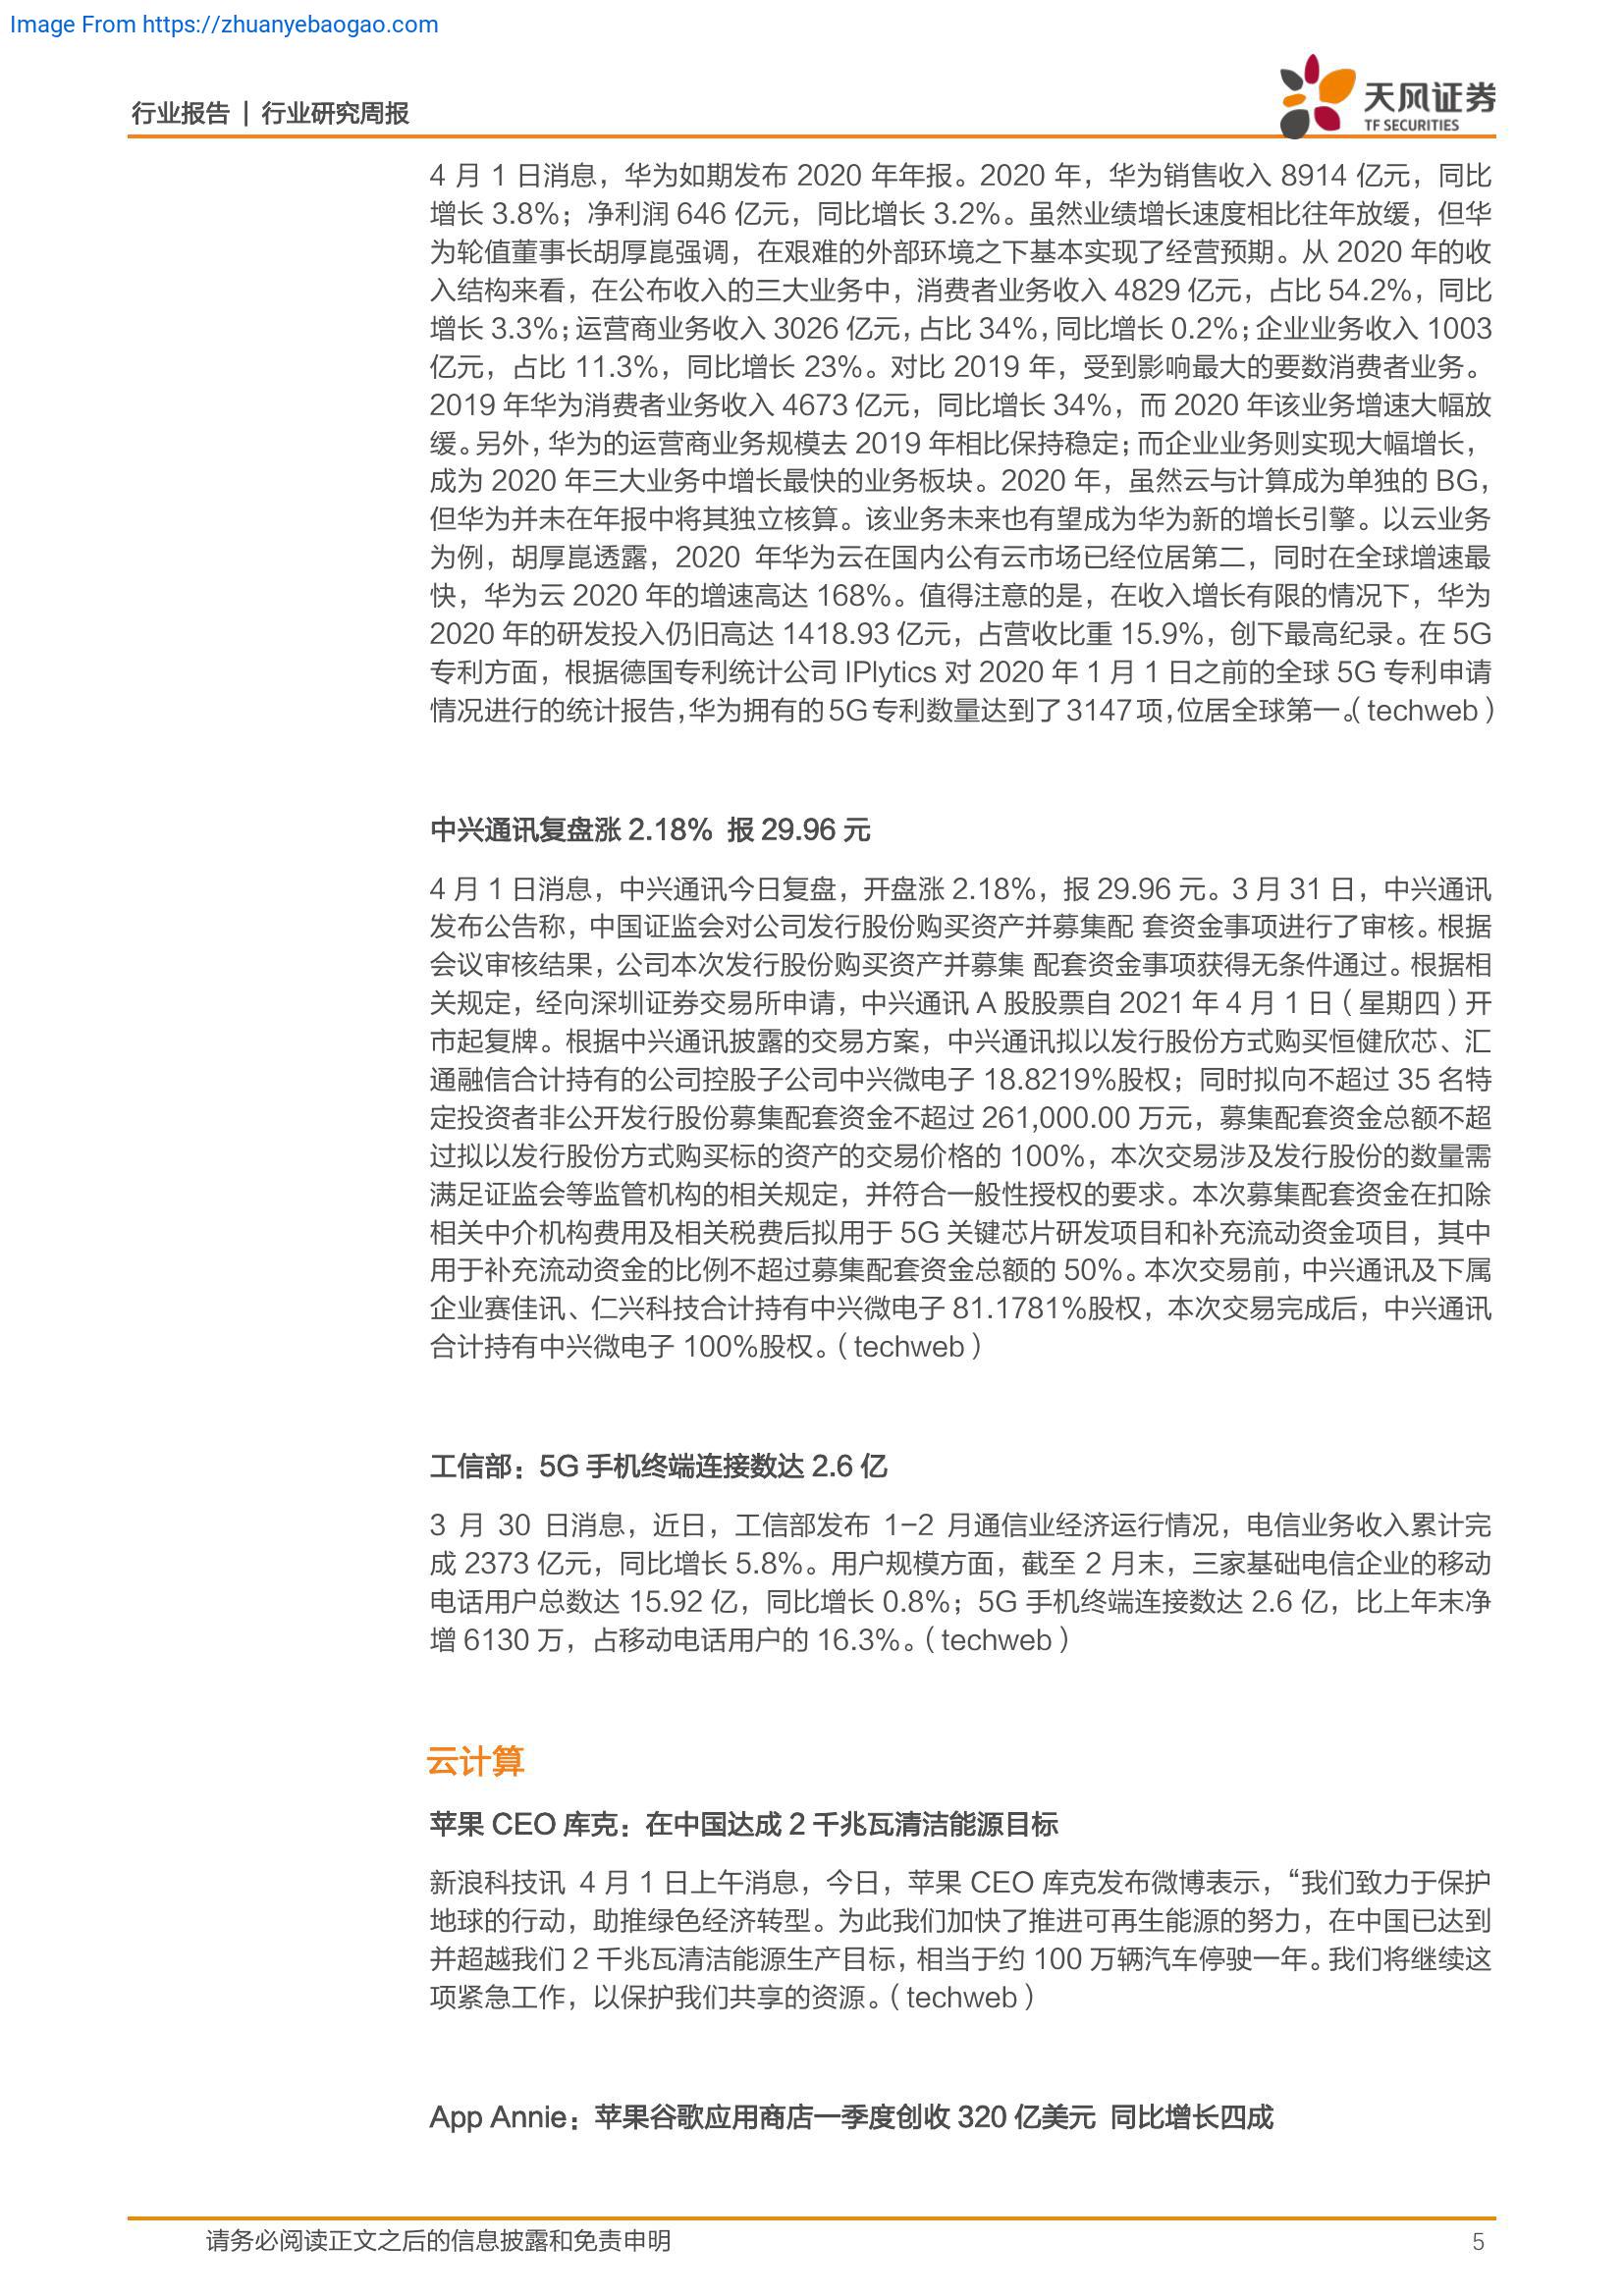 Image From https://zhuanyebaogao.com
行业报告 | 行业研究周报
天风证券
TF SECURITIES
4 月 1 日消息，华为如期发布 2020 年年报。2020 年，华为销售收入 8914 亿元，同比
增长 3.8%；净利润 646 亿元，同比增长 3.2%。虽然业绩增长速度相比往年放缓，但华
为轮值董事长胡厚崑强调，在艰难的外部环境之下基本实现了经营预期。从 2020 年的收
入结构来看，在公布收入的三大业务中，消费者业务收入 4829 亿元，占比 54.2%，同比
增长 3.3%；运营商业务收入 3026 亿元，占比 34%，同比增长 0.2%；企业业务收入 1003
亿元，占比 11.3%，同比增长 23%。对比 2019 年，受到影响最大的要数消费者业务。
2019 年华为消费者业务收入 4673 亿元，同比增长 34%，而 2020 年该业务增速大幅放
缓。另外，华为的运营商业务规模去 2019 年相比保持稳定；而企业业务则实现大幅增长，
成为 2020 年三大业务中增长最快的业务板块。2020 年，虽然云与计算成为单独的 BG，
但华为并未在年报中将其独立核算。该业务未来也有望成为华为新的增长引擎。以云业务
为例，胡厚崑透露，2020 年华为云在国内公有云市场已经位居第二，同时在全球增速最
快，华为云 2020 年的增速高达 168%。值得注意的是，在收入增长有限的情况下，华为
2020 年的研发投入仍旧高达 1418.93 亿元，占营收比重 15.9%，创下最高纪录。在 5G
专利方面，根据德国专利统计公司 IPlytics 对 2020 年 1 月 1 日之前的全球 5G 专利申请
情况进行的统计报告，华为拥有的 5G 专利数量达到了 3147 项，位居全球第一。（techweb）
中兴通讯复盘涨 2.18% 报 29.96 元
4 月 1 日消息，中兴通讯今日复盘，开盘涨 2.18%，报 29.96 元。3 月 31 日，中兴通讯
发布公告称，中国证监会对公司发行股份购买资产并募集配 套资金事项进行了审核。根据
会议审核结果，公司本次发行股份购买资产并募集 配套资金事项获得无条件通过。根据相
关规定，经向深圳证券交易所申请，中兴通讯 A 股股票自 2021 年 4 月 1 日（星期四）开
市起复牌。根据中兴通讯披露的交易方案，中兴通讯拟以发行股份方式购买恒健欣芯、汇
通融信合计持有的公司控股子公司中兴微电子 18.8219%股权；同时拟向不超过 35 名特
定投资者非公开发行股份募集配套资金不超过 261,000.00 万元，募集配套资金总额不超
过拟以发行股份方式购买标的资产的交易价格的 100%，本次交易涉及发行股份的数量需
满足证监会等监管机构的相关规定，并符合一般性授权的要求。本次募集配套资金在扣除
相关中介机构费用及相关税费后拟用于 5G 关键芯片研发项目和补充流动资金项目，其中
用于补充流动资金的比例不超过募集配套资金总额的 50%。本次交易前，中兴通讯及下属
企业赛佳讯、仁兴科技合计持有中兴微电子 81.1781%股权，本次交易完成后，中兴通讯
合计持有中兴微电子 100%股权。（techweb）
工信部：5G 手机终端连接数达 2.6 亿
3 月 30 日消息，近日，工信部发布 1-2 月通信业经济运行情况，电信业务收入累计完
成 2373 亿元，同比增长 5.8%。用户规模方面，截至 2 月末，三家基础电信企业的移动
电话用户总数达 15.92 亿，同比增长 0.8%；5G 手机终端连接数达 2.6 亿，比上年末净
增 6130 万，占移动电话用户的 16.3%。（techweb）
云计算
苹果 CEO 库克：在中国达成 2 千兆瓦清洁能源目标
新浪科技讯 4 月 1 日上午消息，今日，苹果 CEO 库克发布微博表示，“我们致力于保护
地球的行动，助推绿色经济转型。为此我们加快了推进可再生能源的努力，在中国已达到
并超越我们 2 千兆瓦清洁能源生产目标，相当于约 100 万辆汽车停驶一年。我们将继续这
项紧急工作，以保护我们共享的资源。（techweb）
App Annie：苹果谷歌应用商店一季度创收 320 亿美元 同比增长四成
请务必阅读正文之后的信息披露和免责申明
5